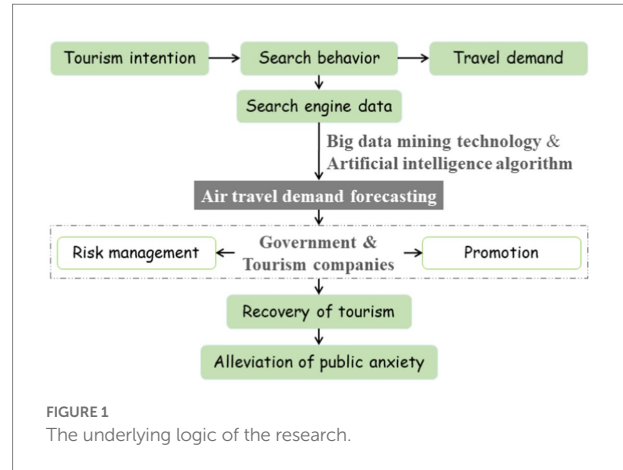 Tourism intention
Search behavior
Travel demand
Search engine data
Big data mining technology &
Artificial intelligence algorithm
Air travel demand forecasting
Risk management
Government &
Tourism companies
Promotion
Recovery of tourism
Alleviation of public anxiety
FIGURE 1
The underlying logic of the research.